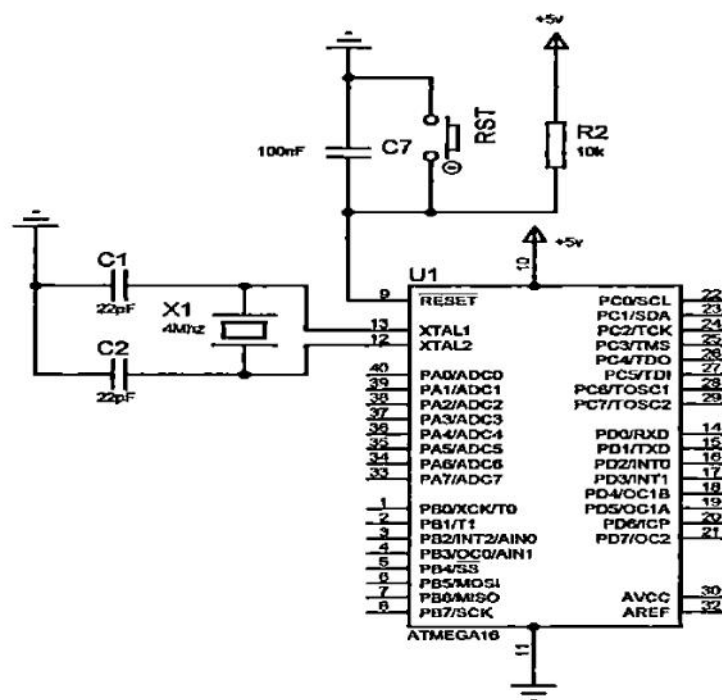 +5v
RST
C7
100nF
R2
10k
+5v
10
C1
22pF
X1
4Mhz
C2
22pF
U1
9 RESET
13 XTAL1
12 XTAL2
40 PA0/ADC0
39 PA1/ADC1
38 PA2/ADC2
37 PA3/ADC3
36 PA4/ADC4
35 PA5/ADC5
34 PA6/ADC6
33 PA7/ADC7
1 PB0/XCK/T0
2 PB1/T1
3 PB2/INT2/AIN0
4 PB3/OC0/AIN1
5 PB4/SS
6 PB5/MOSI
7 PB6/MISO
8 PB7/SCK
PC0/SCL 22
PC1/SDA 23
PC2/TCK 24
PC3/TMS 25
PC4/TDO 26
PC5/TDI 27
PC6/TOSC1 28
PC7/TOSC2 29
PD0/RXD 14
PD1/TXD 15
PD2/INT0 16
PD3/INT1 17
PD4/OC1B 18
PD5/OC1A 19
PD6/ICP 20
PD7/OC2 21
AVCC 30
AREF 32
ATMEGA16
11